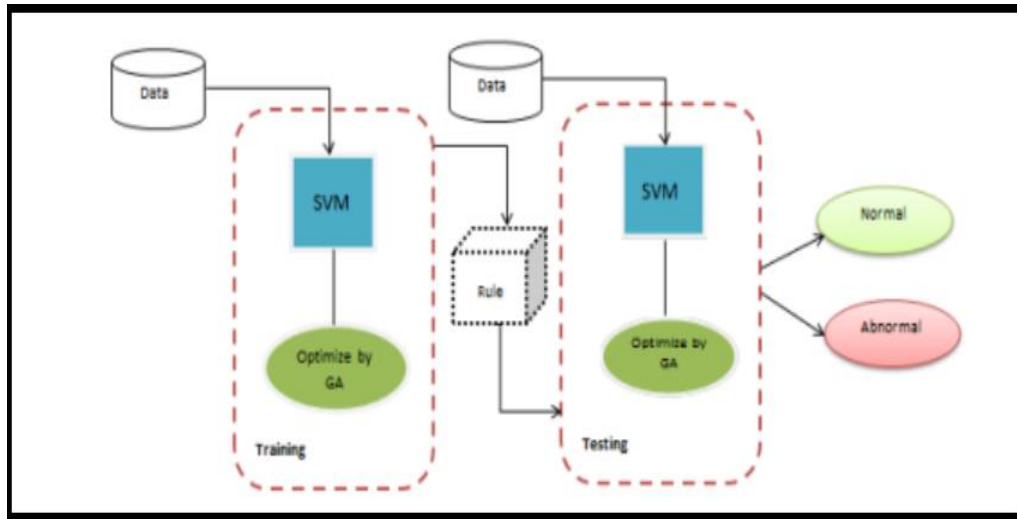 Data
SVM
Optimize by
GA
Training
Rule
Data
SVM
Optimize by
GA
Testing
Normal
Abnormal